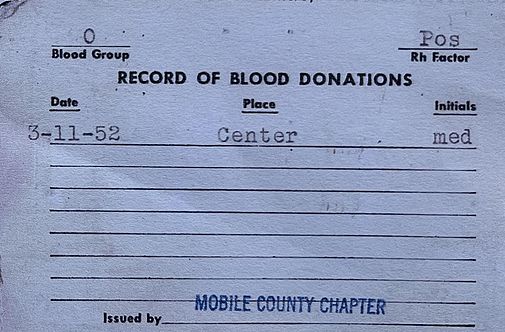 O Pos
Blood Group Rh Factor
RECORD OF BLOOD DONATIONS
Date Place Initials
3-11-52 Center med
MOBILE COUNTY CHAPTER
Issued by